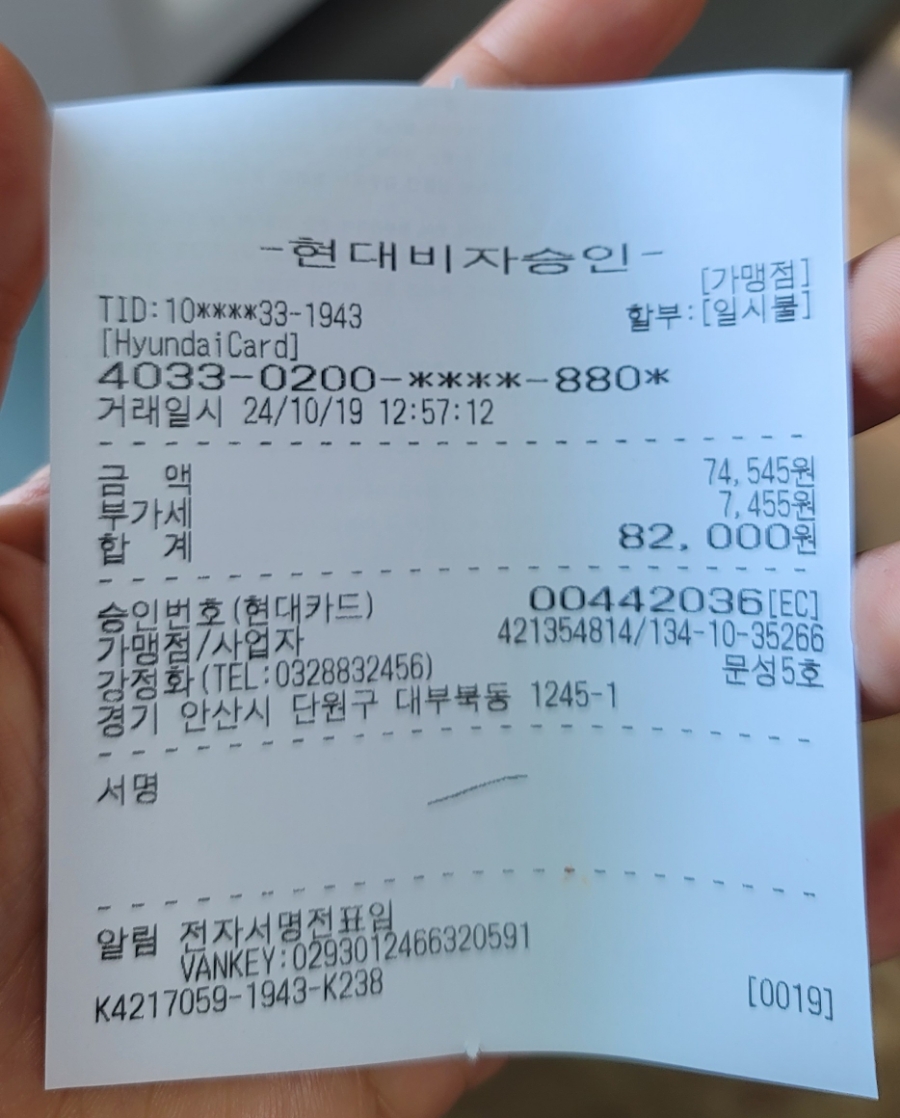 -현대비자승인-
[가맹점]
TID:10****33-1943 할부:[일시불]
[HyundaiCard]
4033-0200-****-880*
거래일시 24/10/19 12:57:12
금 액 74,545원
부가세 7,455원
합 계 82,000원
승인번호(현대카드) 00442036[EC]
가맹점/사업자 421354814/134-10-35266
강정화(TEL:0328832456) 문성5호
경기 안산시 단원구 대부북동 1245-1
서명
알림 전자서명전표임
VANKEY:0293012466320591
K4217059-1943-K238 [0019]